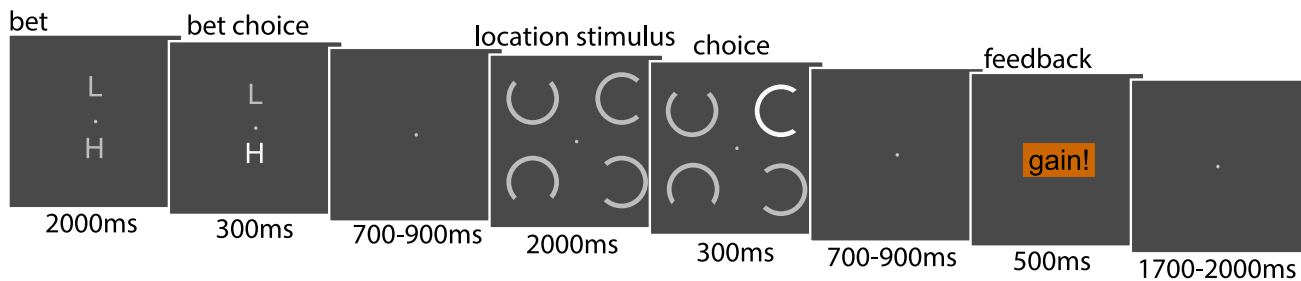 bet
L
H
2000ms
bet choice
L
H
300ms
700-900ms
location stimulus
2000ms
choice
300ms
700-900ms
feedback
gain!
500ms
1700-2000ms